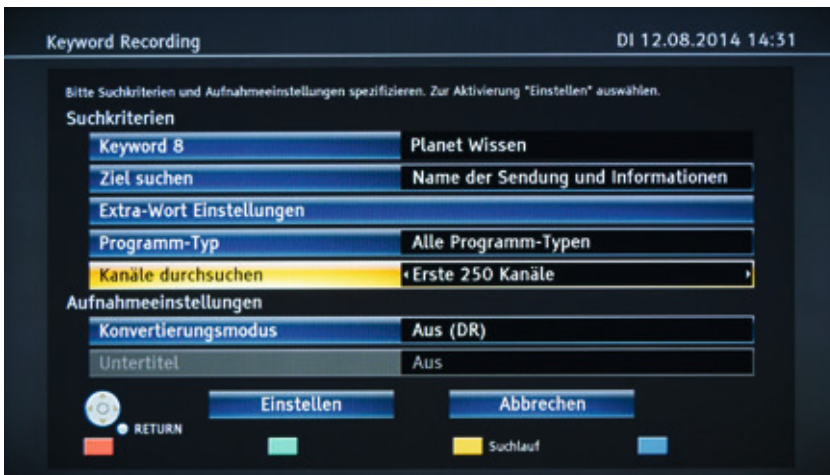 Keyword Recording DI 12.08.2014 14:31
Bitte Suchkriterien und Aufnahmeeinstellungen spezifizieren. Zur Aktivierung "Einstellen" auswählen.
Suchkriterien
Keyword 8 Planet Wissen
Ziel suchen Name der Sendung und Informationen
Extra-Wort Einstellungen
Programm-Typ Alle Programm-Typen
Kanäle durchsuchen Erste 250 Kanäle
Aufnahmeeinstellungen
Konvertierungsmodus Aus (DR)
Untertitel Aus
Einstellen Abbrechen
RETURN
Suchlauf